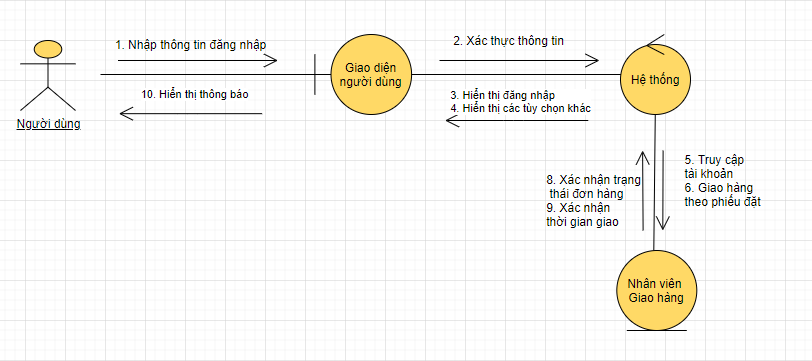 1. Nhập thông tin đăng nhập
10. Hiển thị thông báo
Người dùng
Giao diện
người dùng
2. Xác thực thông tin
3. Hiển thị đăng nhập
4. Hiển thị các tùy chọn khác
Hệ thống
5. Truy cập
tải khoản
6. Giao hàng
theo phiếu đặt
8. Xác nhận trạng
thái đơn hàng
9. Xác nhận
thời gian giao
Nhân viên
Giao hàng